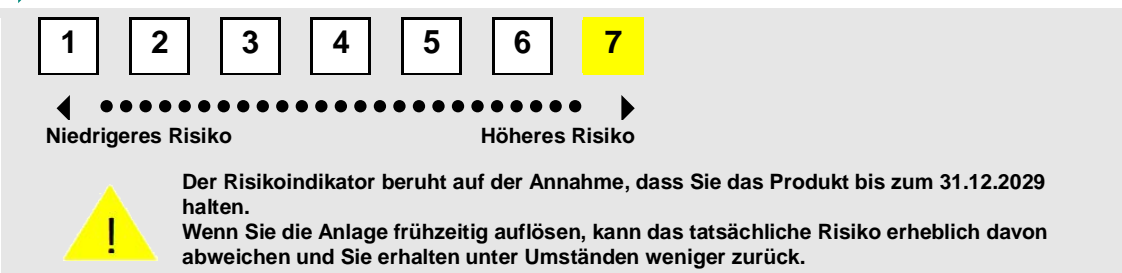 1 2 3 4 5 6 7
Niedrigeres Risiko Höheres Risiko
Der Risikoindikator beruht auf der Annahme, dass Sie das Produkt bis zum 31.12.2029
halten.
Wenn Sie die Anlage frühzeitig auflösen, kann das tatsächliche Risiko erheblich davon
abweichen und Sie erhalten unter Umständen weniger zurück.
!